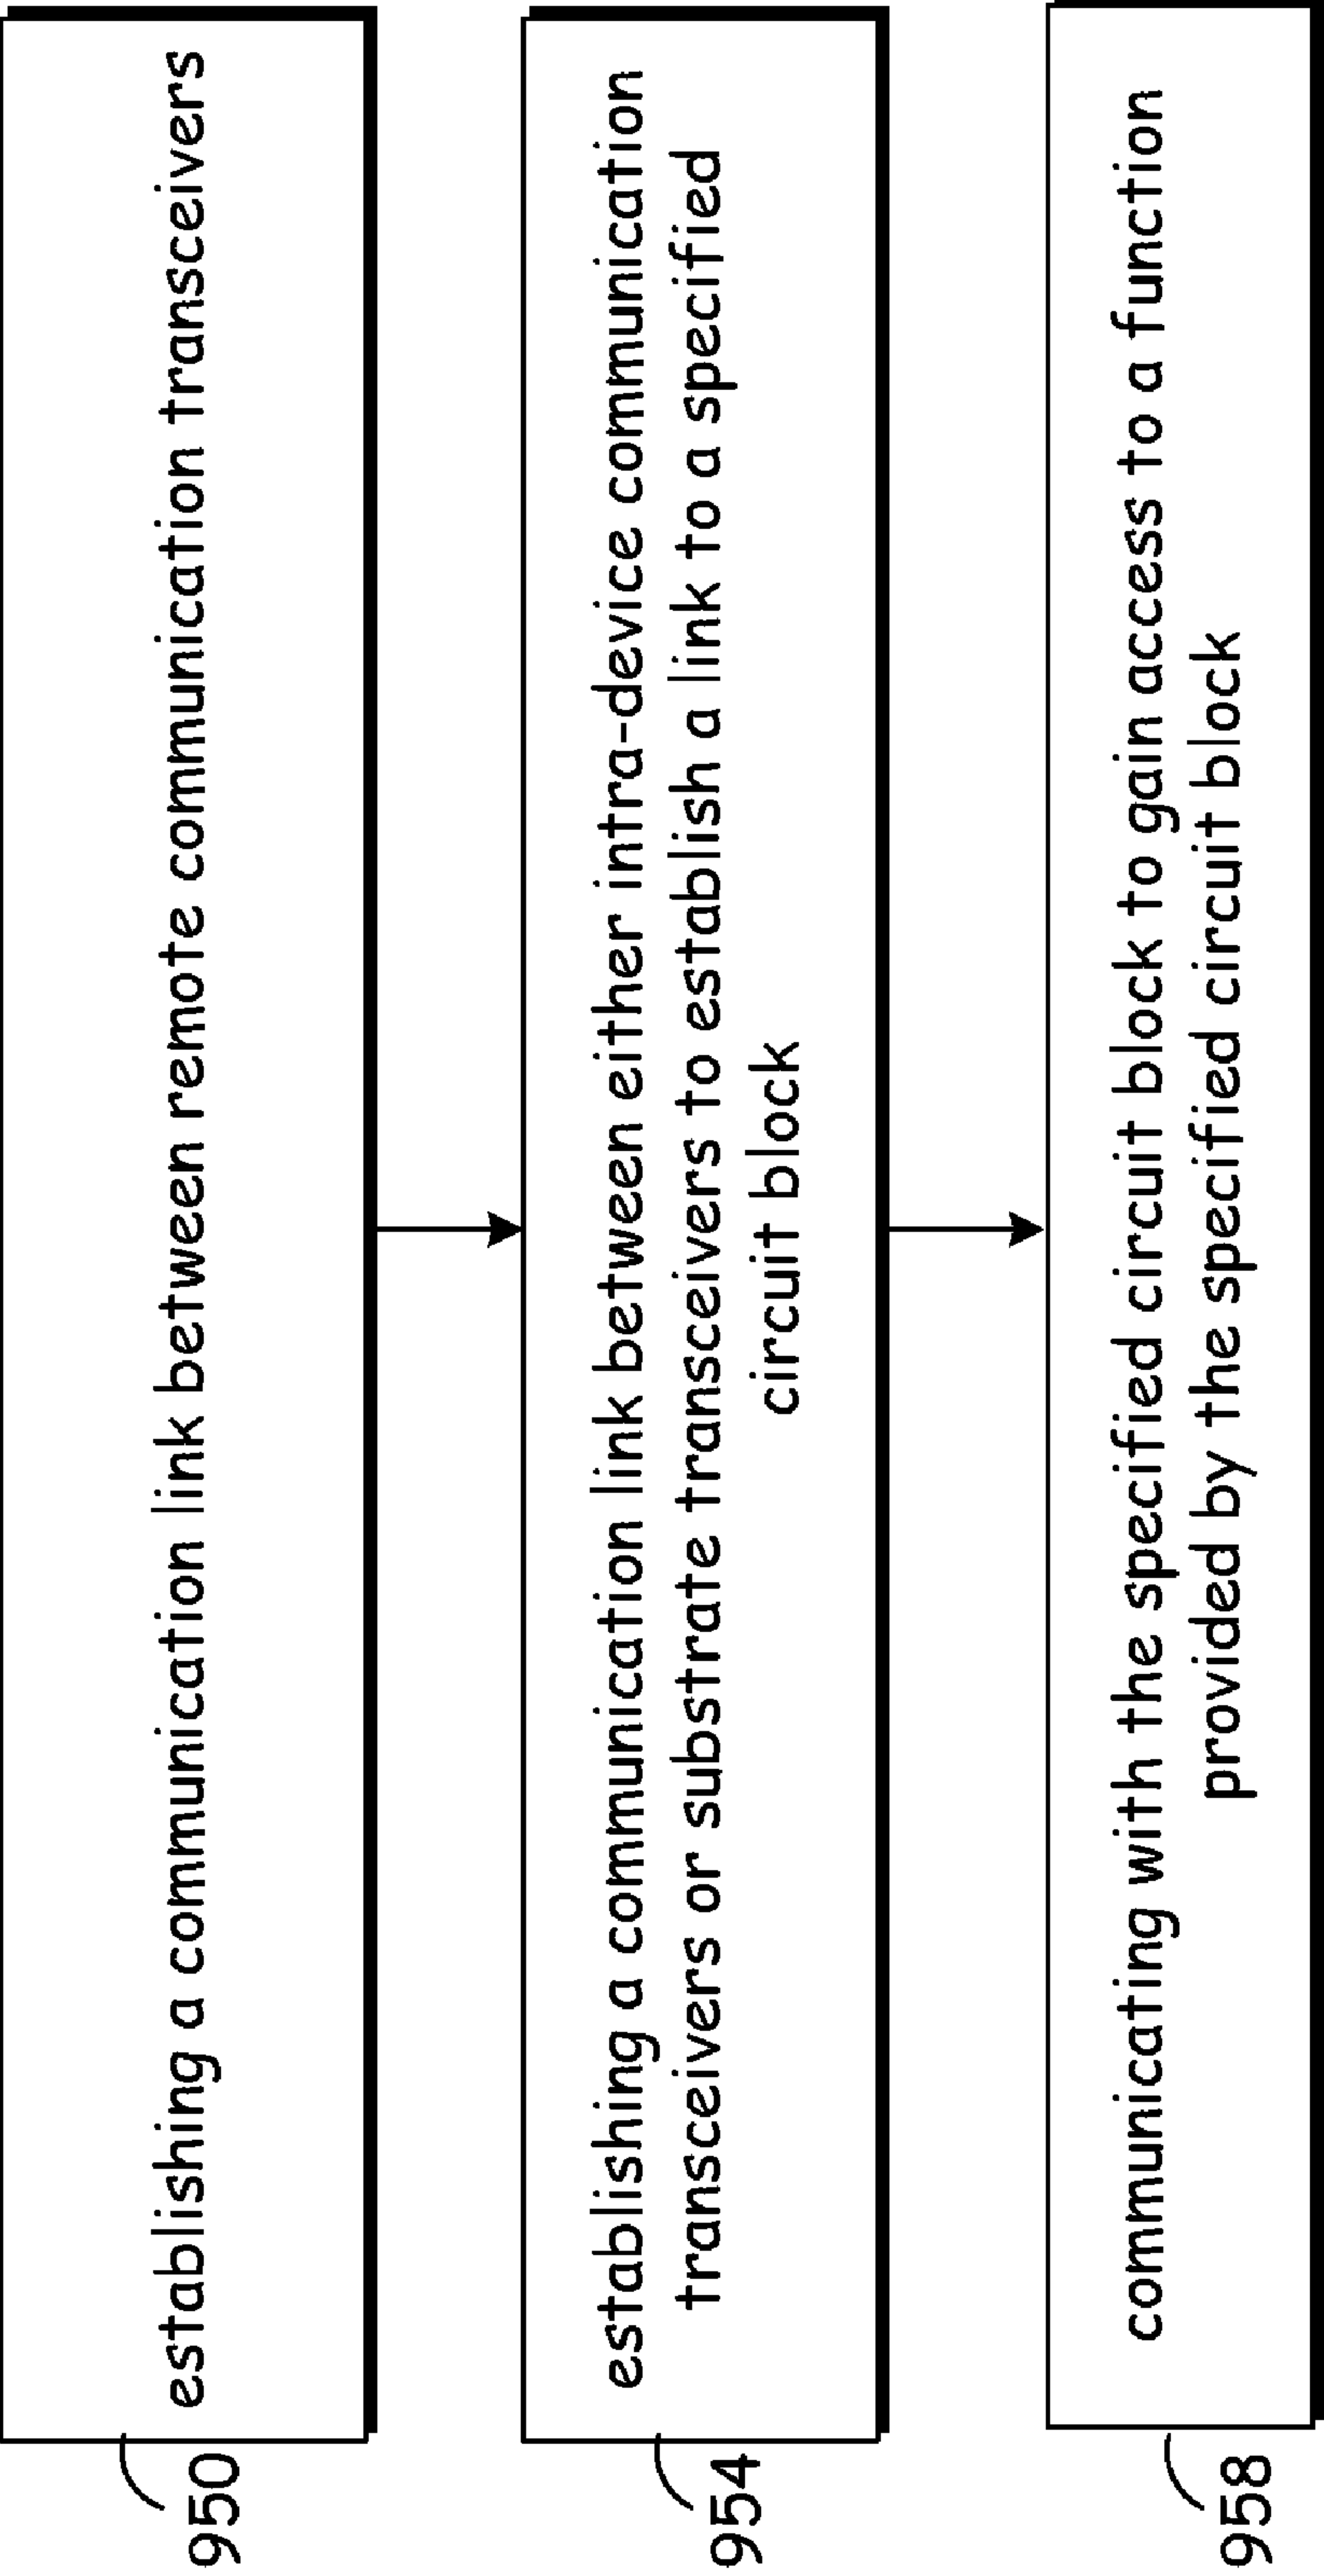 establishing a communication link between remote communication transceivers
950
establishing a communication link between either intra-device communication
transceivers or substrate transceivers to establish a link to a specified
circuit block
954
communicating with the specified circuit block to gain access to a function
provided by the specified circuit block
958